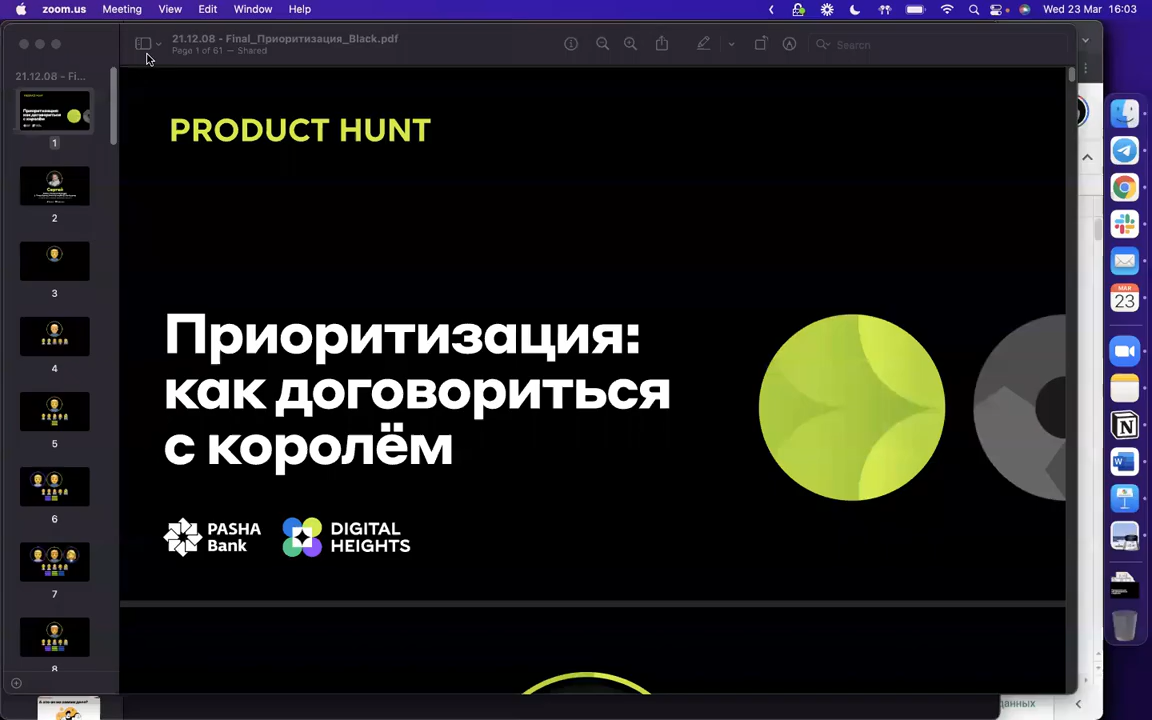 zoom.us Meeting View Edit Window Help
Wed 23 Mar 16:03
21.12.08 - Final_Приоритизация_Black.pdf
Page 1 of 61 — Shared
Search
21.12.08 – Fi...
1
2
3
4
5
6
7
8
PRODUCT HUNT
Приоритизация:
как договориться
с королём
PASHA
Bank
DIGITAL
HEIGHTS
23